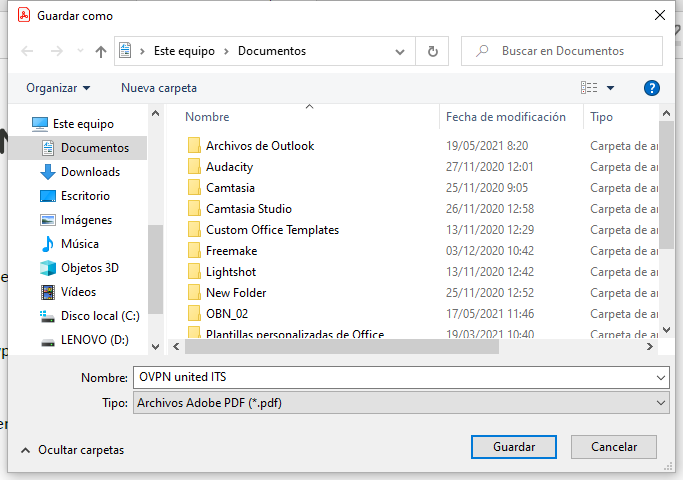 Guardar como
Este equipo Documentos
Buscar en Documentos
Organizar Nueva carpeta
Este equipo
Documentos
Downloads
Escritorio
Imágenes
Música
Objetos 3D
Vídeos
Disco local (C:)
LENOVO (D:)
Nombre Fecha de modificación Tipo
Archivos de Outlook 19/05/2021 8:20 Carpeta de ar
Audacity 27/11/2020 12:01 Carpeta de ar
Camtasia 25/11/2020 9:05 Carpeta de ar
Camtasia Studio 26/11/2020 12:58 Carpeta de ar
Custom Office Templates 13/11/2020 12:29 Carpeta de ar
Freemake 03/12/2020 10:42 Carpeta de ar
Lightshot 13/11/2020 12:42 Carpeta de ar
New Folder 25/11/2020 12:52 Carpeta de ar
OBN_02 17/05/2021 11:46 Carpeta de ar
Plantillas personalizadas de Office 19/03/2021 10:40 Carpeta de ar
Nombre: OVPN united ITS
Tipo: Archivos Adobe PDF (*.pdf)
Ocultar carpetas
Guardar Cancelar